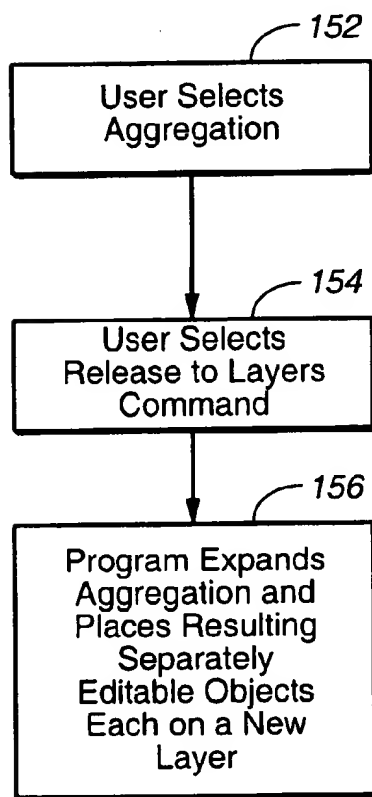 152
User Selects
Aggregation
154
User Selects
Release to Layers
Command
156
Program Expands
Aggregation and
Places Resulting
Separately
Editable Objects
Each on a New
Layer